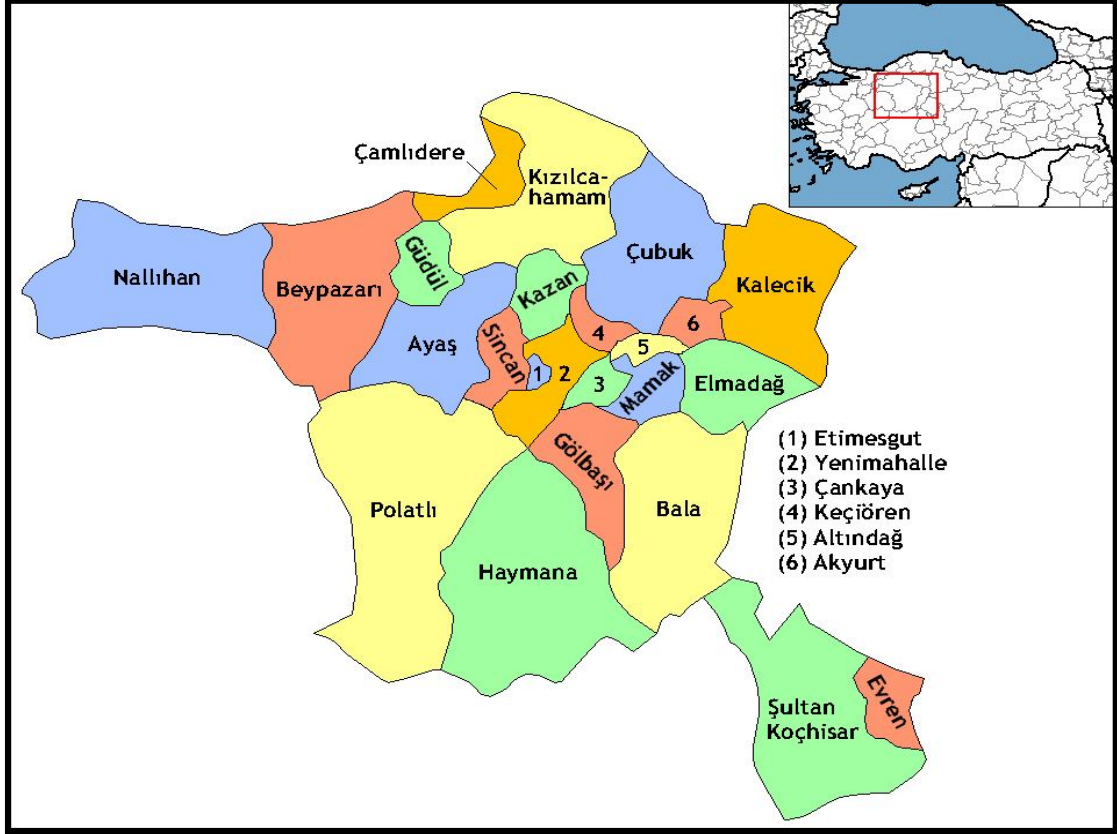 Çamlıdere
Kızılca-
hamam
Çubuk
Kalecik
Nallıhan
Beypazarı
Güdül
Kazan
Ayaş
Sincan
1
2
3
4
5
6
Mamak
Elmadağ
Gölbaşı
Polatlı
Haymana
Bala
(1) Etimesgut
(2) Yenimahalle
(3) Çankaya
(4) Keçiören
(5) Altındağ
(6) Akyurt
Şultan
Koçhisar
Evren